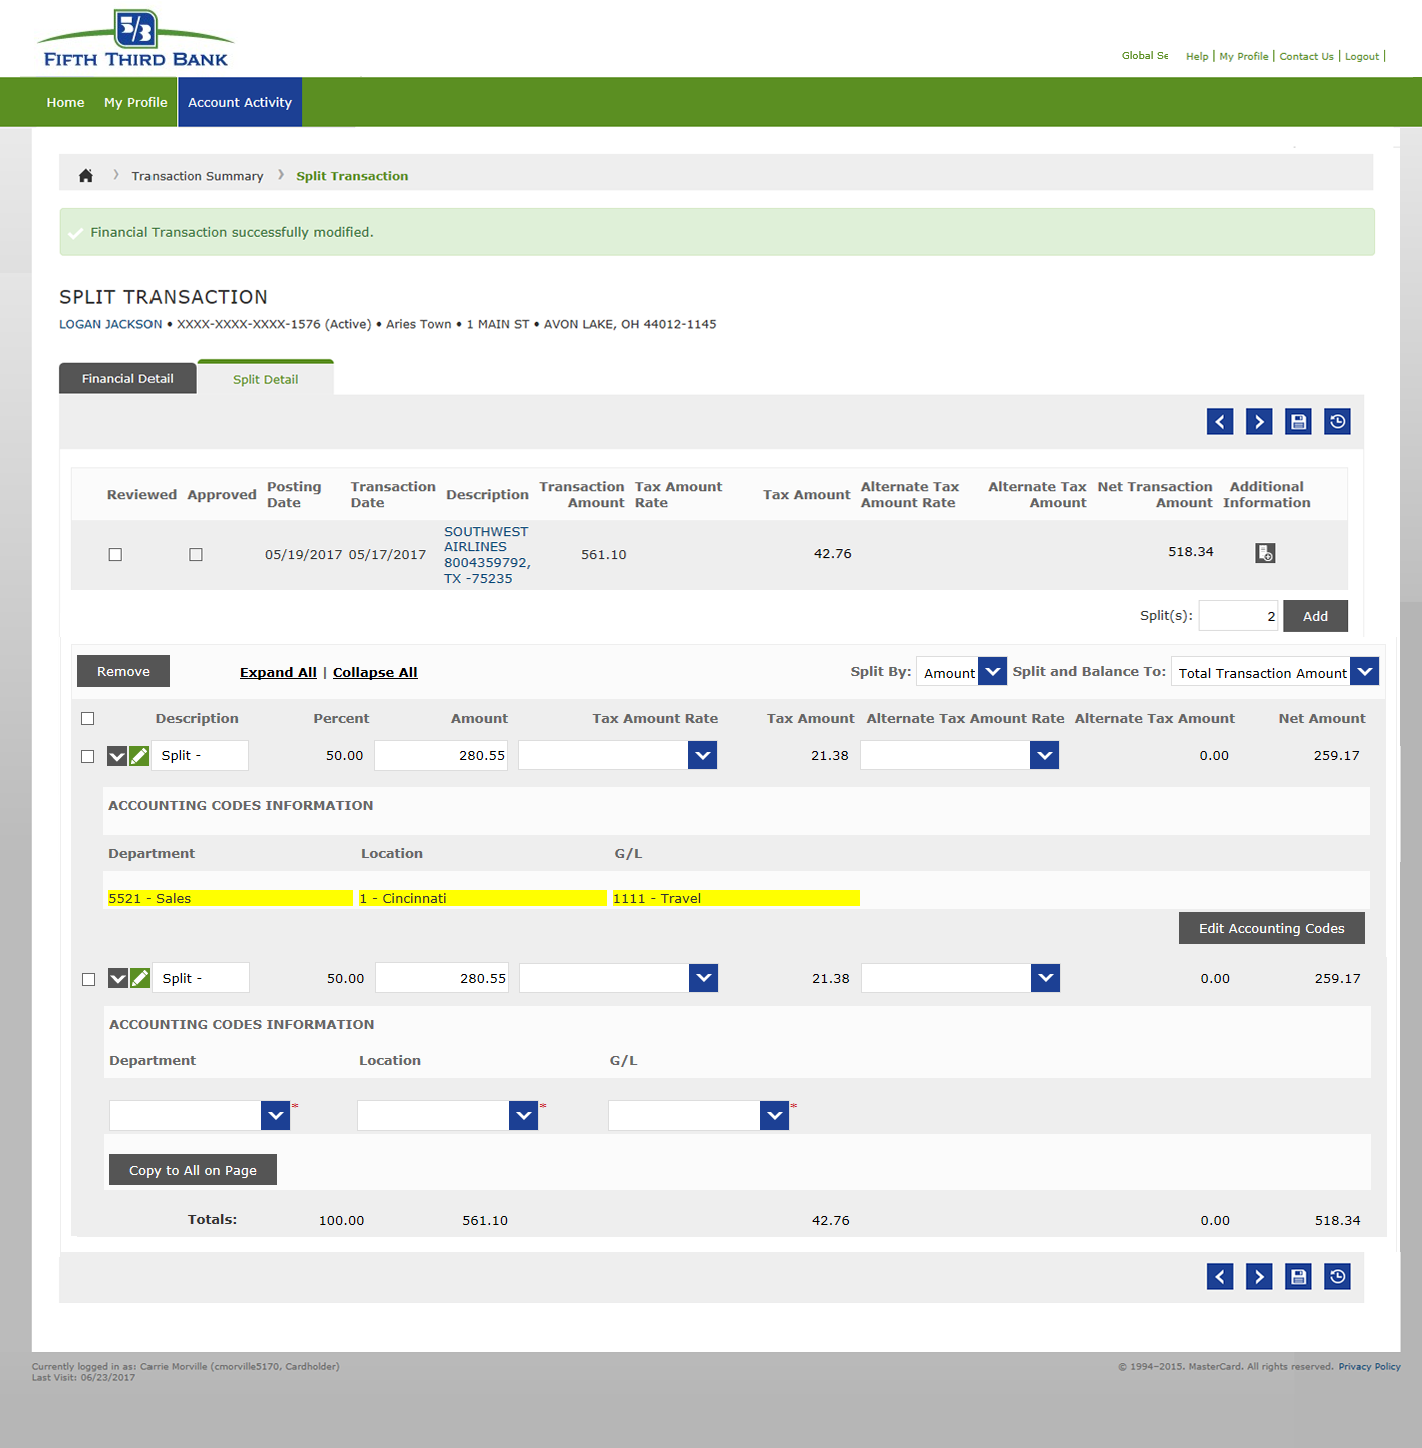 5/3
FIFTH THIRD BANK
Global Se Help | My Profile | Contact Us | Logout |
Home My Profile Account Activity
Transaction Summary Split Transaction
Financial Transaction successfully modified.
SPLIT TRANSACTION
LOGAN JACKSON • XXXX-XXXX-XXXX-1576 (Active) • Aries Town • 1 MAIN ST • AVON LAKE, OH 44012-1145
Financial Detail Split Detail
Reviewed Approved Posting Date Transaction Date Description Transaction Amount Tax Amount Rate Tax Amount Alternate Tax Amount Rate Alternate Tax Amount Net Transaction Amount Additional Information
05/19/2017 05/17/2017 SOUTHWEST AIRLINES 8004359792, TX -75235 561.10 42.76 518.34
Split(s): 2 Add
Remove Expand All | Collapse All Split By: Amount Split and Balance To: Total Transaction Amount
Description Percent Amount Tax Amount Rate Tax Amount Alternate Tax Amount Rate Alternate Tax Amount Net Amount
Split - 50.00 280.55 21.38 0.00 259.17
ACCOUNTING CODES INFORMATION
Department Location G/L
5521 - Sales 1 - Cincinnati 1111 - Travel
Edit Accounting Codes
Split - 50.00 280.55 21.38 0.00 259.17
ACCOUNTING CODES INFORMATION
Department Location G/L
* * *
Copy to All on Page
Totals: 100.00 561.10 42.76 0.00 518.34
Currently logged in as: Carrie Morville (cmorville5170, Cardholder) © 1994-2015. MasterCard. All rights reserved. Privacy Policy
Last Visit: 06/23/2017